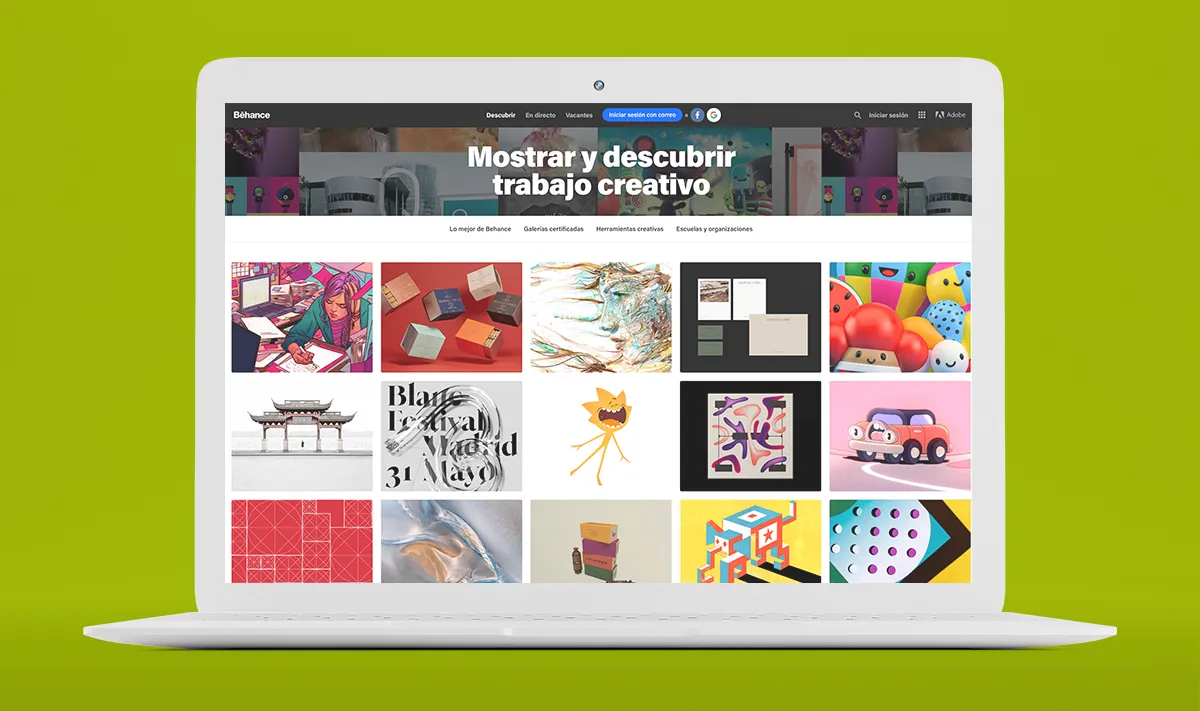 Bēhance
Descubrir
En directo
Vacantes
Iniciar sesión con correo
o
Iniciar sesión
Adobe
Mostrar y descubrir
trabajo creativo
Lo mejor de Behance
Galerías certificadas
Herramientas creativas
Escuelas y organizaciones
Blanc
Festival
Madrid
31 Mayo